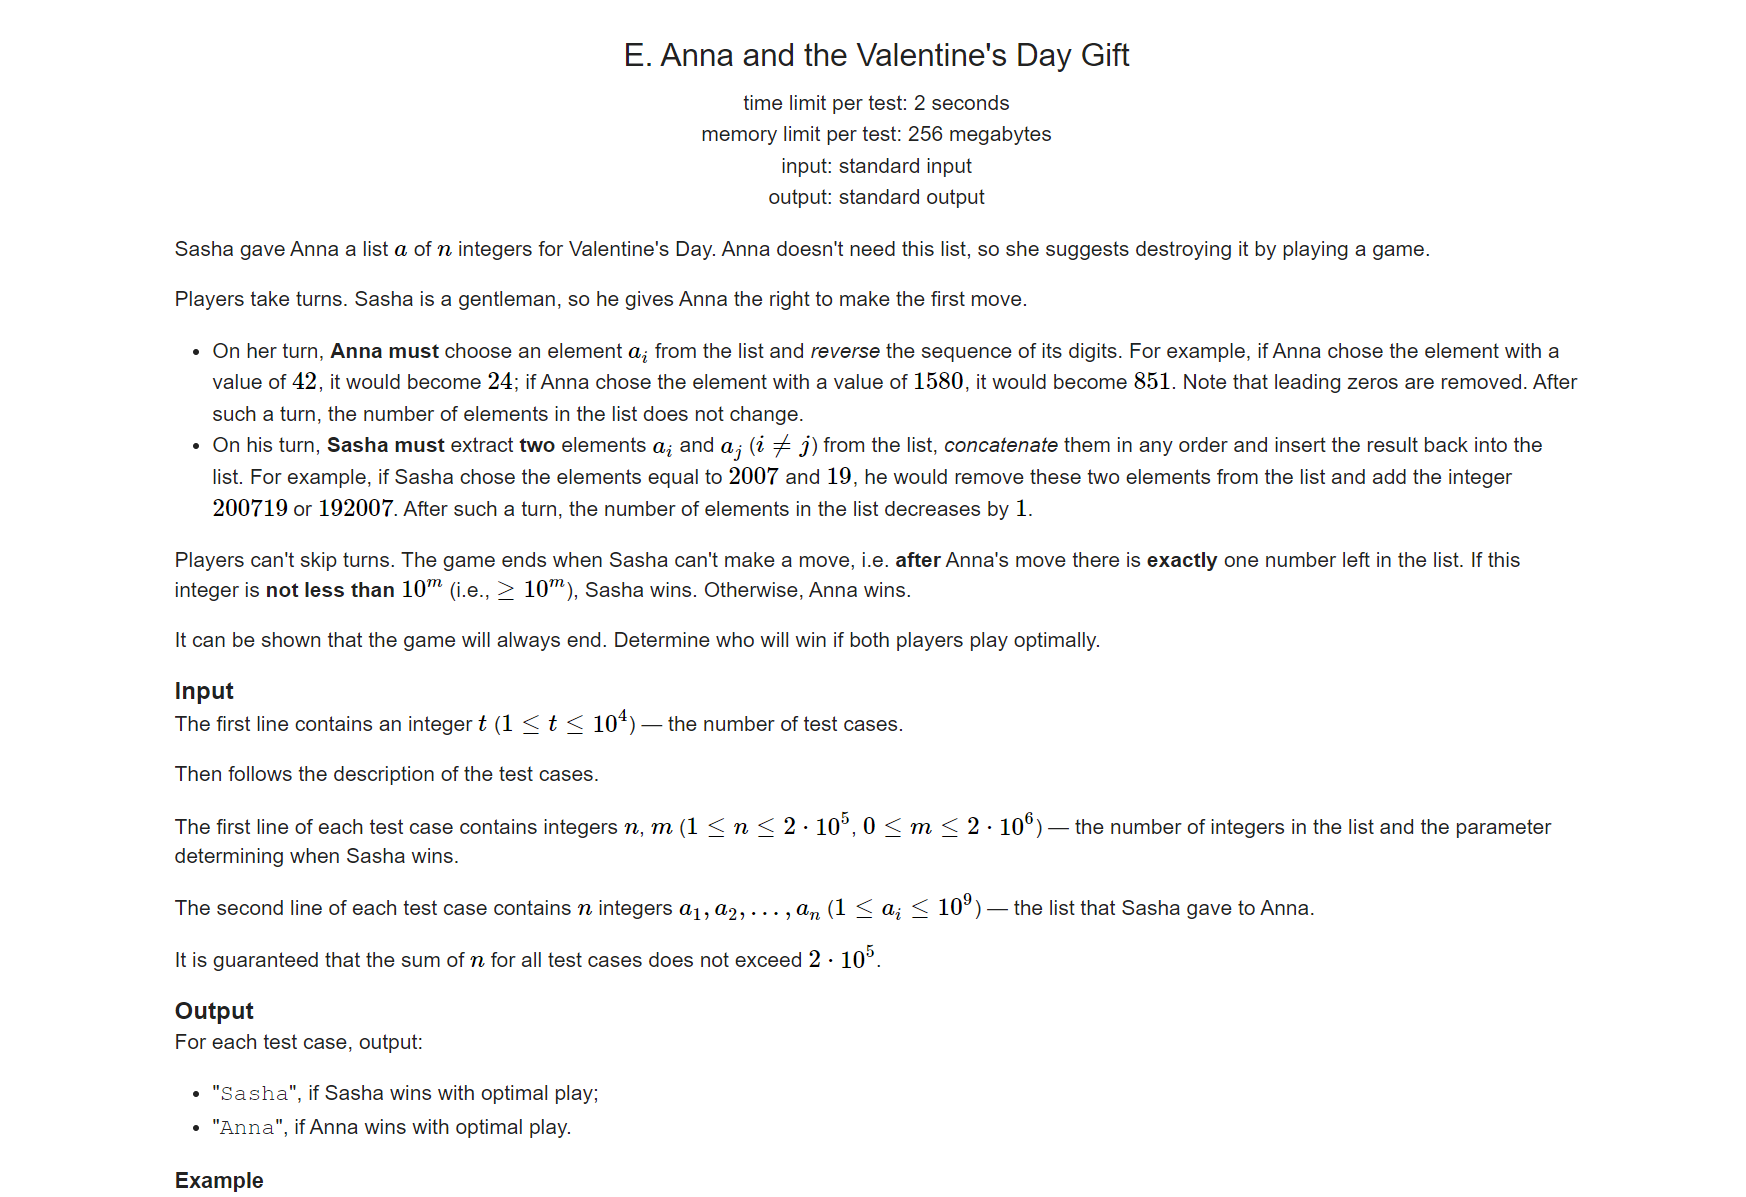 E. Anna and the Valentine's Day Gift
time limit per test: 2 seconds
memory limit per test: 256 megabytes
input: standard input
output: standard output
Sasha gave Anna a list a of n integers for Valentine's Day. Anna doesn't need this list, so she suggests destroying it by playing a game.
Players take turns. Sasha is a gentleman, so he gives Anna the right to make the first move.
• On her turn, Anna must choose an element a_i from the list and reverse the sequence of its digits. For example, if Anna chose the element with a
value of 42, it would become 24; if Anna chose the element with a value of 1580, it would become 851. Note that leading zeros are removed. After
such a turn, the number of elements in the list does not change.
• On his turn, Sasha must extract two elements a_i and a_j (i ≠ j) from the list, concatenate them in any order and insert the result back into the
list. For example, if Sasha chose the elements equal to 2007 and 19, he would remove these two elements from the list and add the integer
200719 or 192007. After such a turn, the number of elements in the list decreases by 1.
Players can't skip turns. The game ends when Sasha can't make a move, i.e. after Anna's move there is exactly one number left in the list. If this
integer is not less than 10^m (i.e., ≥ 10^m), Sasha wins. Otherwise, Anna wins.
It can be shown that the game will always end. Determine who will win if both players play optimally.
Input
The first line contains an integer t (1 ≤ t ≤ 10^4) — the number of test cases.
Then follows the description of the test cases.
The first line of each test case contains integers n, m (1 ≤ n ≤ 2 · 10^5, 0 ≤ m ≤ 2 · 10^6) — the number of integers in the list and the parameter
determining when Sasha wins.
The second line of each test case contains n integers a_1, a_2, . . . , a_n (1 ≤ a_i ≤ 10^9) — the list that Sasha gave to Anna.
It is guaranteed that the sum of n for all test cases does not exceed 2 · 10^5.
Output
For each test case, output:
• "Sasha", if Sasha wins with optimal play;
• "Anna", if Anna wins with optimal play.
Example